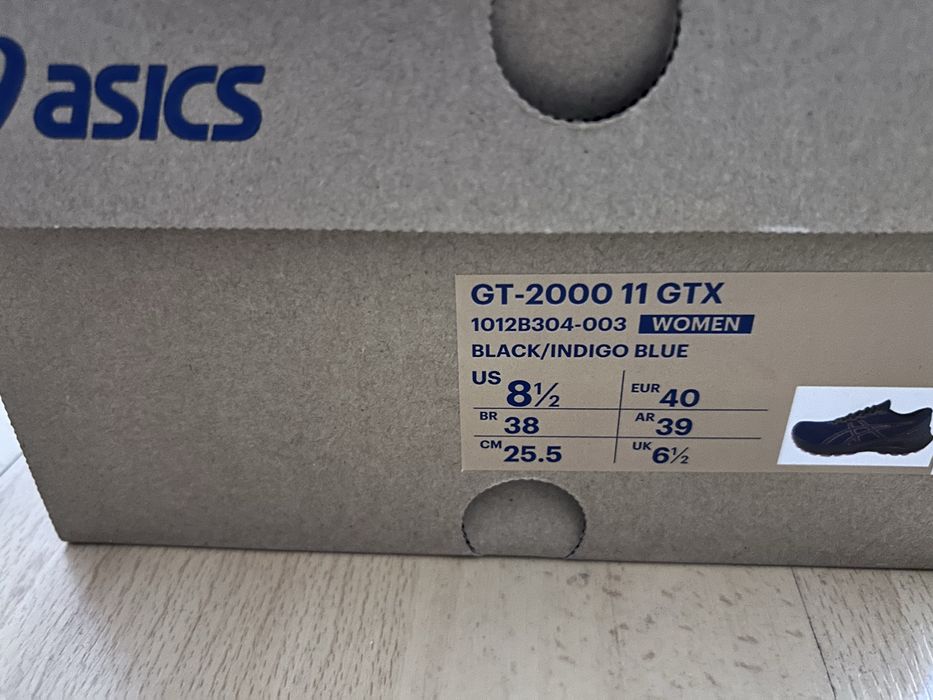 asics
GT-2000 11 GTX
1012B304-003 WOMEN
BLACK/INDIGO BLUE
US 8½ EUR 40
BR 38 AR 39
CM 25.5 UK 6½